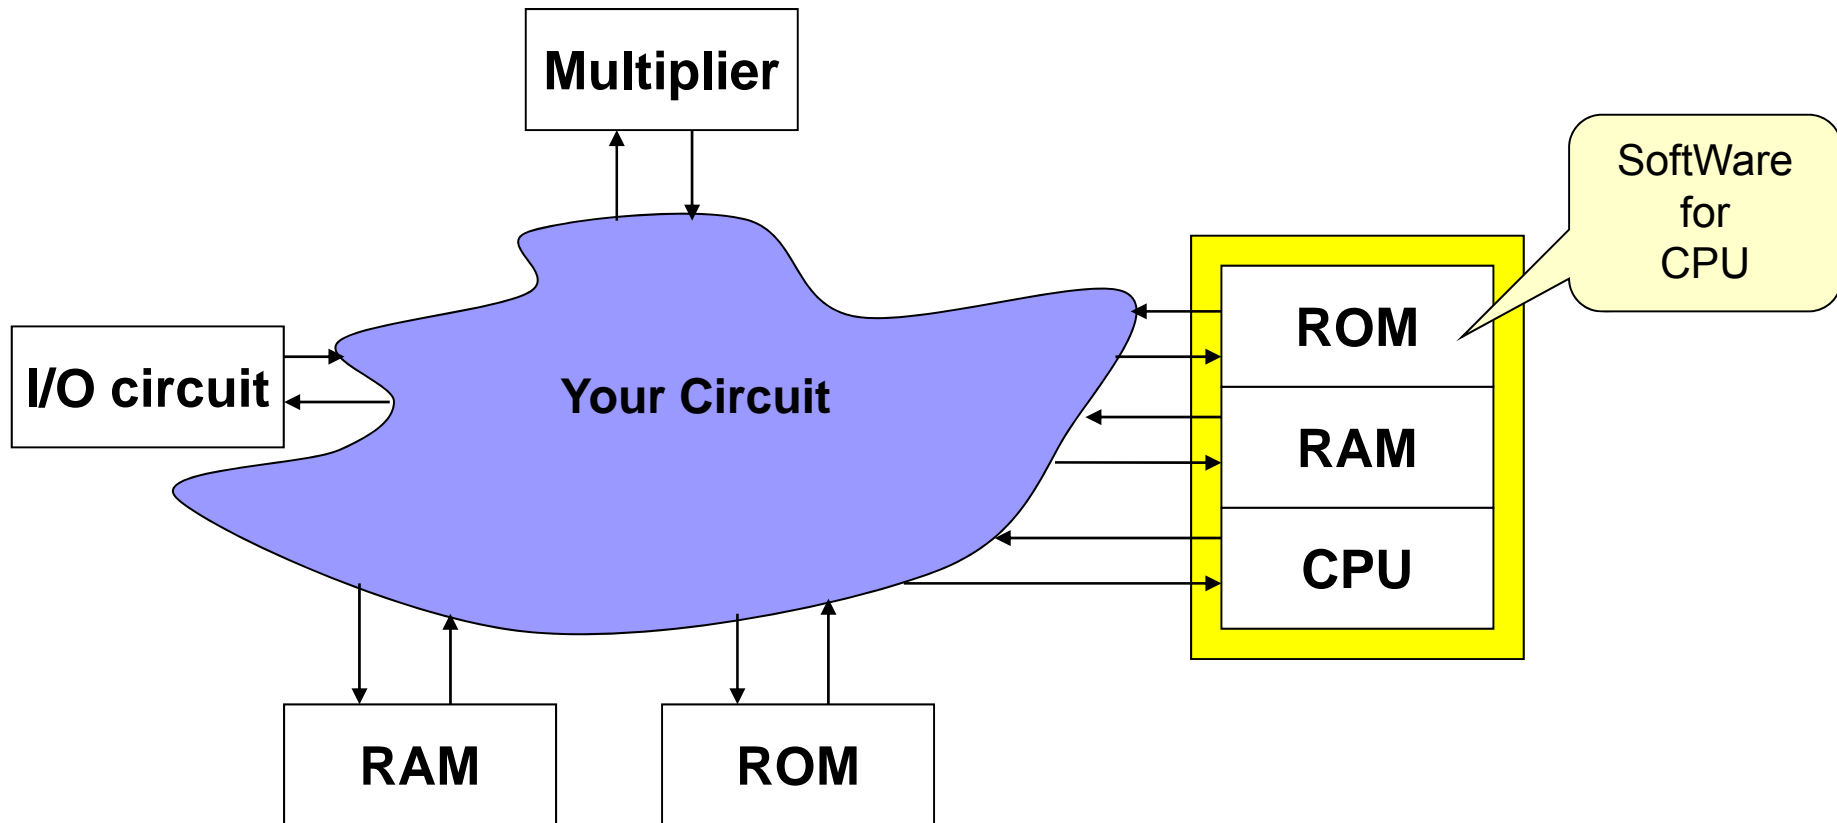 Multiplier
SoftWare
for
CPU
ROM
I/O circuit
Your Circuit
RAM
CPU
RAM
ROM